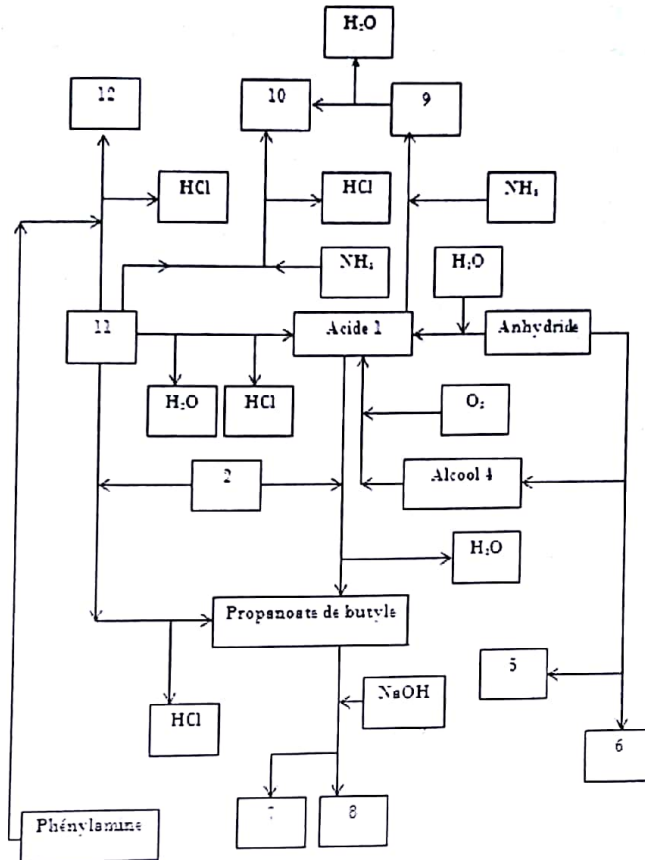 H₂O
12
10
9
HCl
HCl
NH₃
NH₃
H₂O
11
Acide 1
Anhydride
H₂O
HCl
O₂
2
Alcool 4
H₂O
Propanoate de butyle
5
NaOH
HCl
6
7
8
Phénylamine